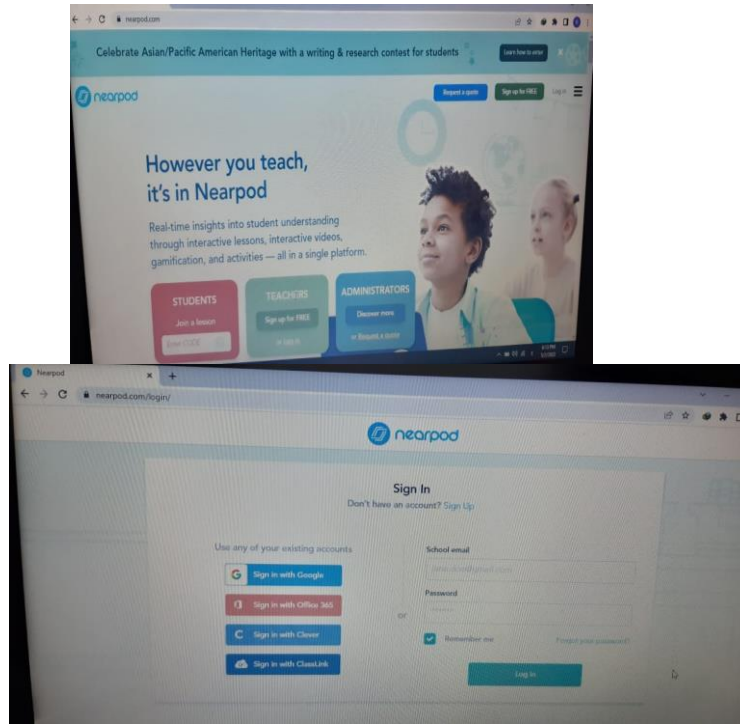 nearpod.com
Celebrate Asian/Pacific American Heritage with a writing & research contest for students
Learn how to enter
nearpod
Request a quote
Sign up for FREE
Log in
However you teach,
it's in Nearpod
Real-time insights into student understanding
through interactive lessons, interactive videos,
gamification, and activities — all in a single platform.
STUDENTS
Join a lesson
Enter CODE
TEACHERS
Sign up for FREE
or Log in
ADMINISTRATORS
Discover more
or Request a quote
Nearpod
nearpod.com/login/
nearpod
Sign In
Don't have an account? Sign Up
Use any of your existing accounts
Sign in with Google
Sign in with Office 365
Sign in with Clever
Sign in with ClassLink
or
School email
Password
Remember me
Forgot your password?
Log in